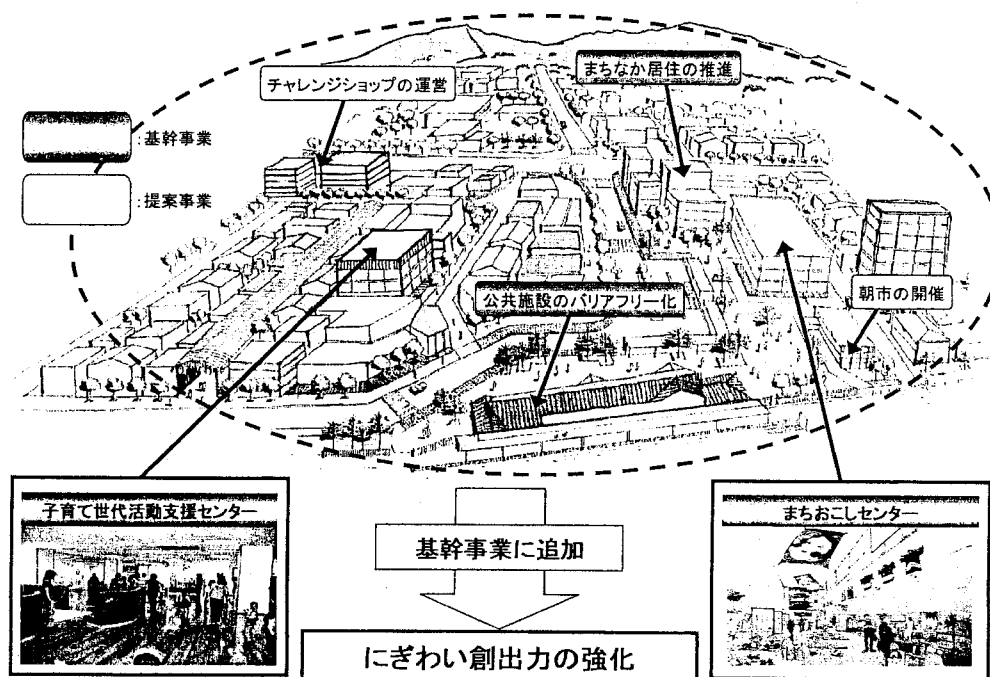 チャレンジショップの運営
まちなか居住の推進
：基幹事業
：提案事業
公共施設のバリアフリー化
朝市の開催
子育て世代活動支援センター
まちおこしセンター
基幹事業に追加
にぎわい創出力の強化